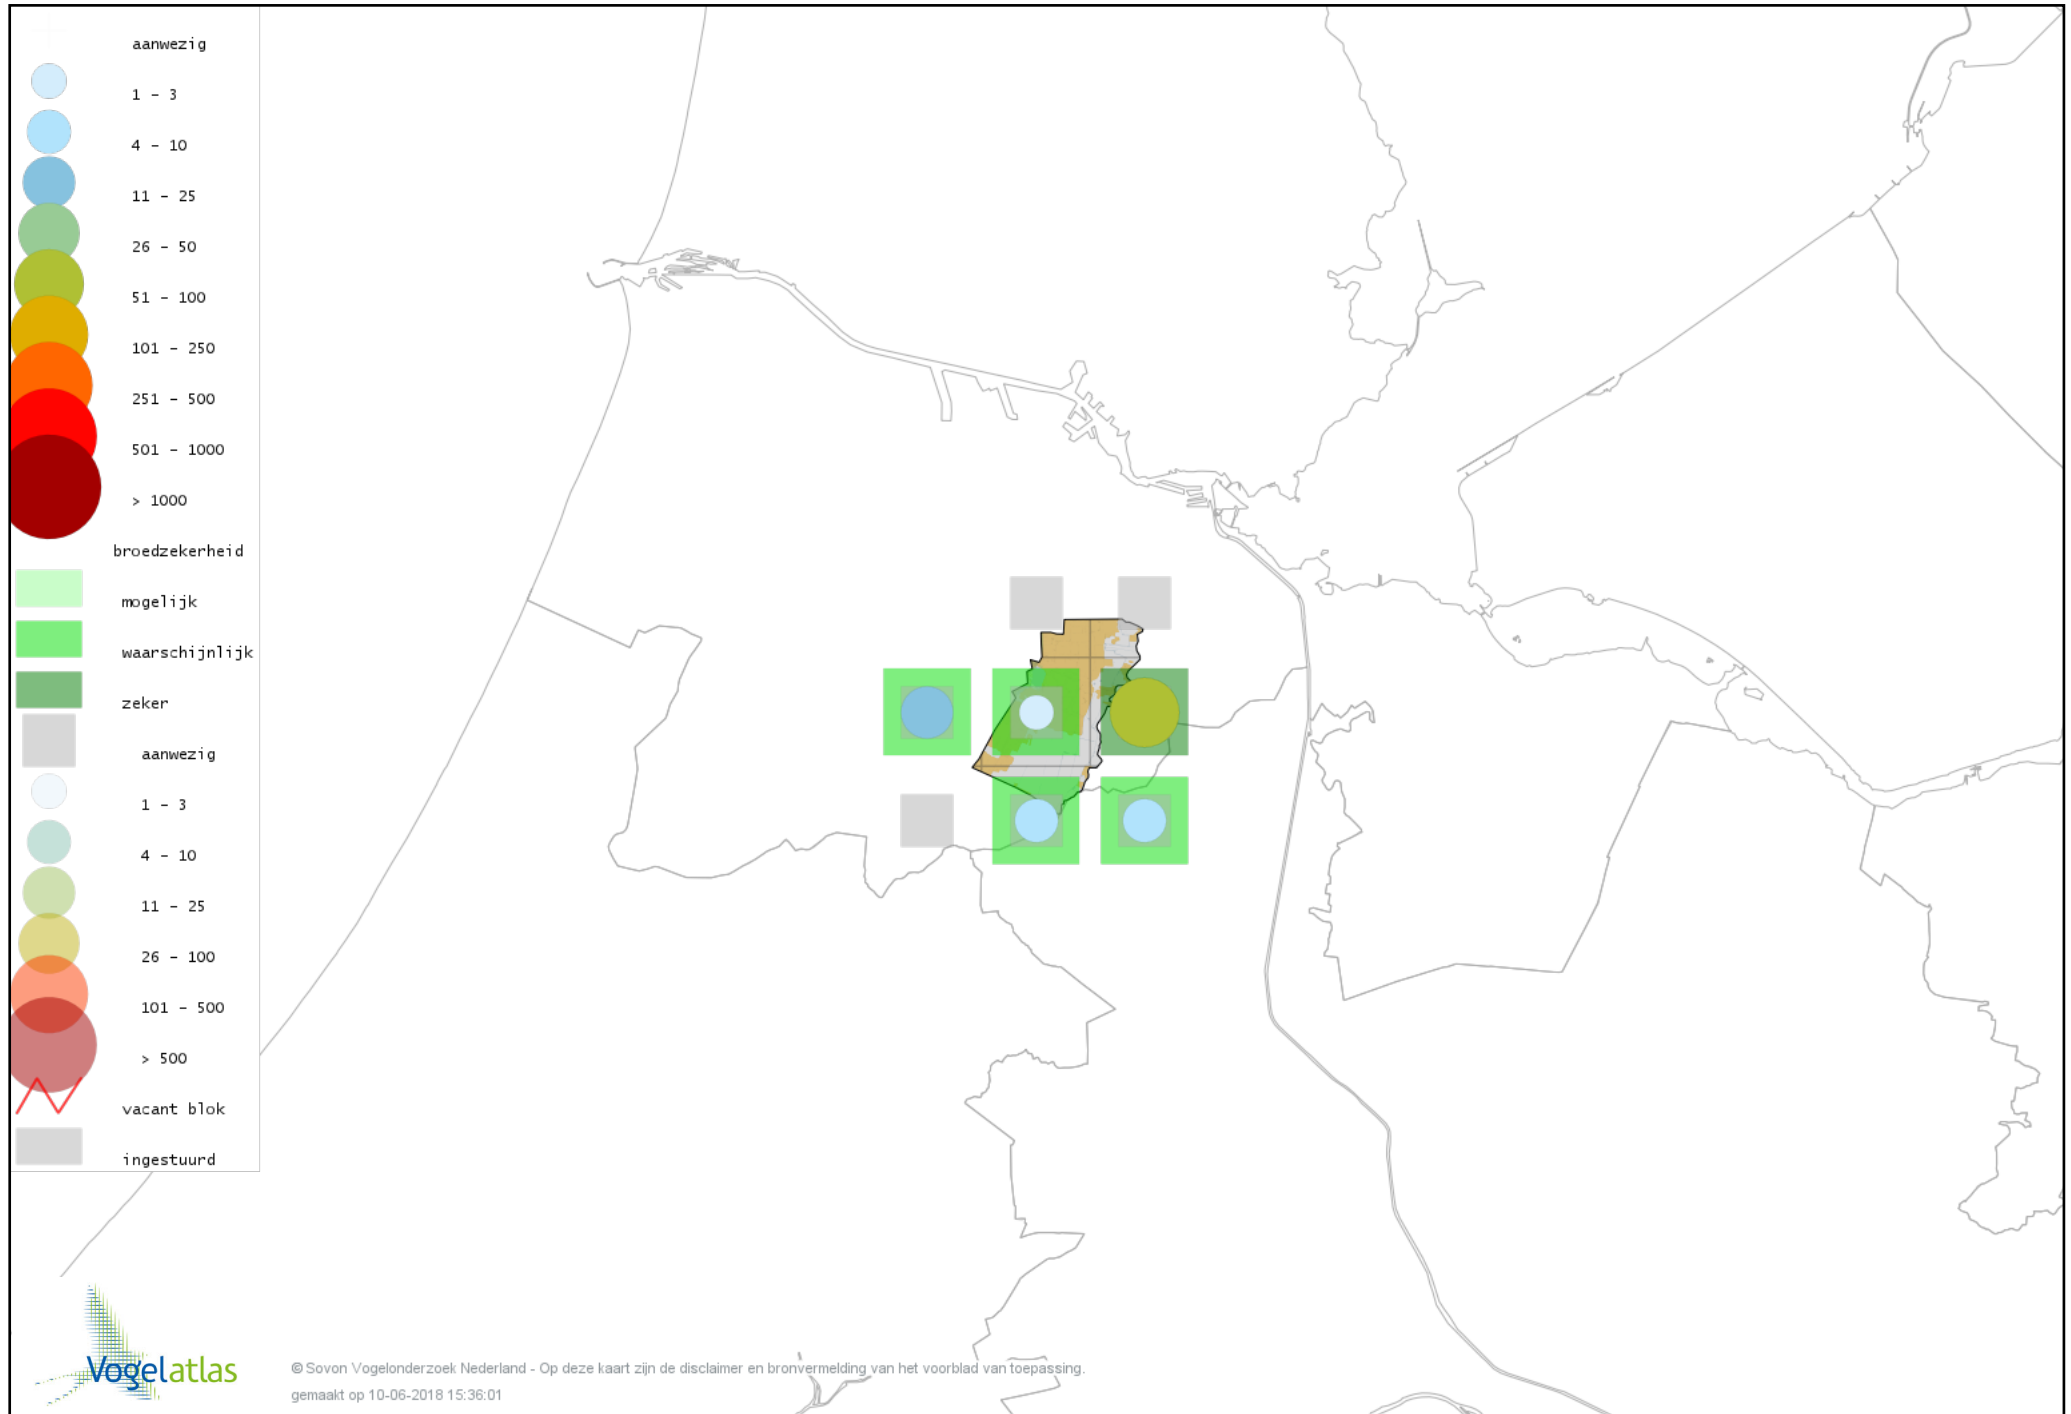 aanwezig
1 - 3
4 - 10
11 - 25
26 - 50
51 - 100
101 - 250
251 - 500
501 - 1000
> 1000
broedzekerheid
mogelijk
waarschijnlijk
zeker
aanwezig
1 - 3
4 - 10
11 - 25
26 - 100
101 - 500
> 500
vacant blok
ingestuurd
Vogelatlas
© Sovon Vogelonderzoek Nederland - Op deze kaart zijn de disclaimer en bronvermelding van het voorblad van toepassing.
gemaakt op 10-06-2018 15:36:01